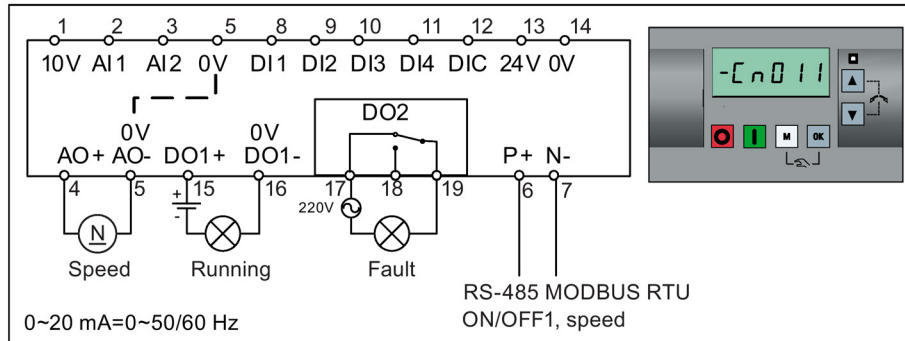 1 2 3 5 8 9 10 11 12 13 14
10V AI1 AI2 0V DI1 DI2 DI3 DI4 DIC 24V 0V
DO2
0V 0V
AO+ AO- DO1+ DO1- P+ N-
4 5 15 16 17 18 19 6 7
+
-
220V
N
Speed Running Fault
RS-485 MODBUS RTU
0~20 mA=0~50/60 Hz
ON/OFF1, speed
-Cn011
M OK